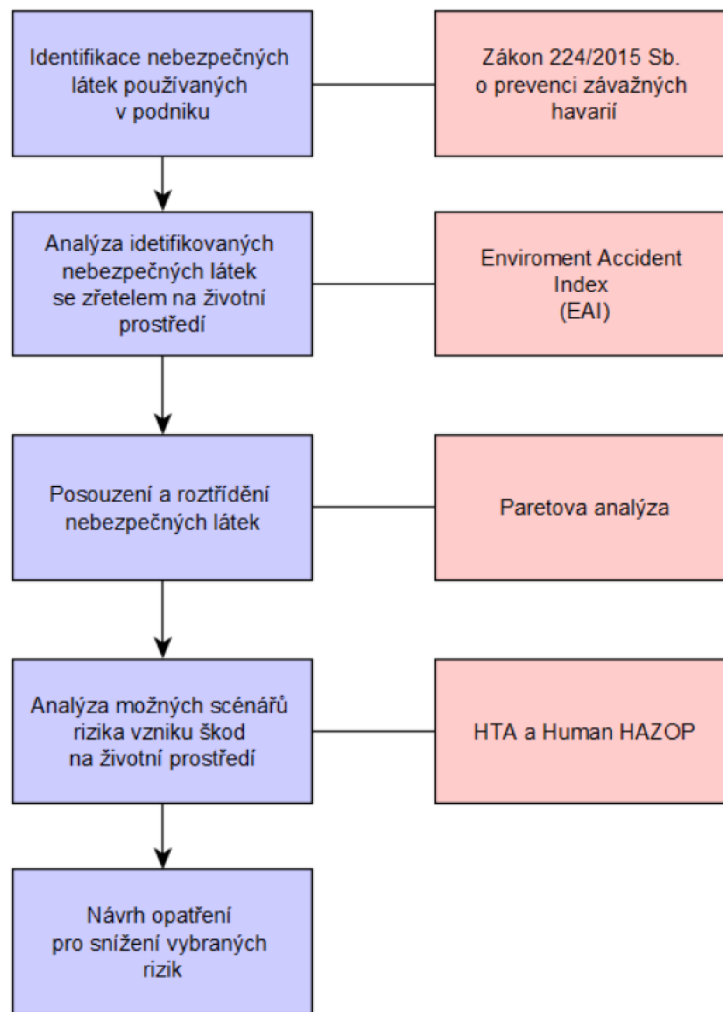 Identifikace nebezpečných
látek používaných
v podniku
Zákon 224/2015 Sb.
o prevenci závažných
havarií
Analýza idetifikovaných
nebezpečných látek
se zřetelem na životní
prostředí
Enviroment Accident
Index
(EAI)
Posouzení a roztřídění
nebezpečných látek
Paretova analýza
Analýza možných scénářů
rizika vzniku škod
na životní prostředí
HTA a Human HAZOP
Návrh opatření
pro snížení vybraných
rizik